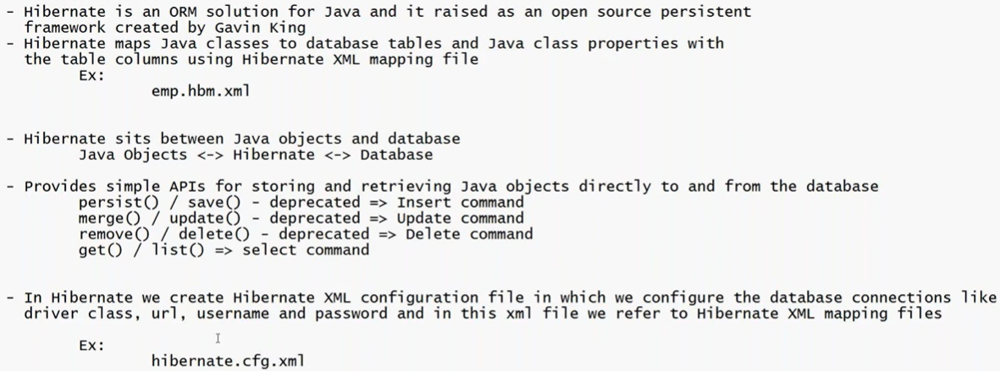 - Hibernate is an ORM solution for Java and it raised as an open source persistent
framework created by Gavin King
- Hibernate maps Java classes to database tables and Java class properties with
the table columns using Hibernate XML mapping file
Ex:
emp.hbm.xml
- Hibernate sits between Java objects and database
Java Objects <-> Hibernate <-> Database
- Provides simple APIs for storing and retrieving Java objects directly to and from the database
persist() / save() - deprecated => Insert command
merge() / update() - deprecated => Update command
remove() / delete() - deprecated => Delete command
get() / list() => select command
- In Hibernate we create Hibernate XML configuration file in which we configure the database connections like
driver class, url, username and password and in this xml file we refer to Hibernate XML mapping files
Ex:
hibernate.cfg.xml